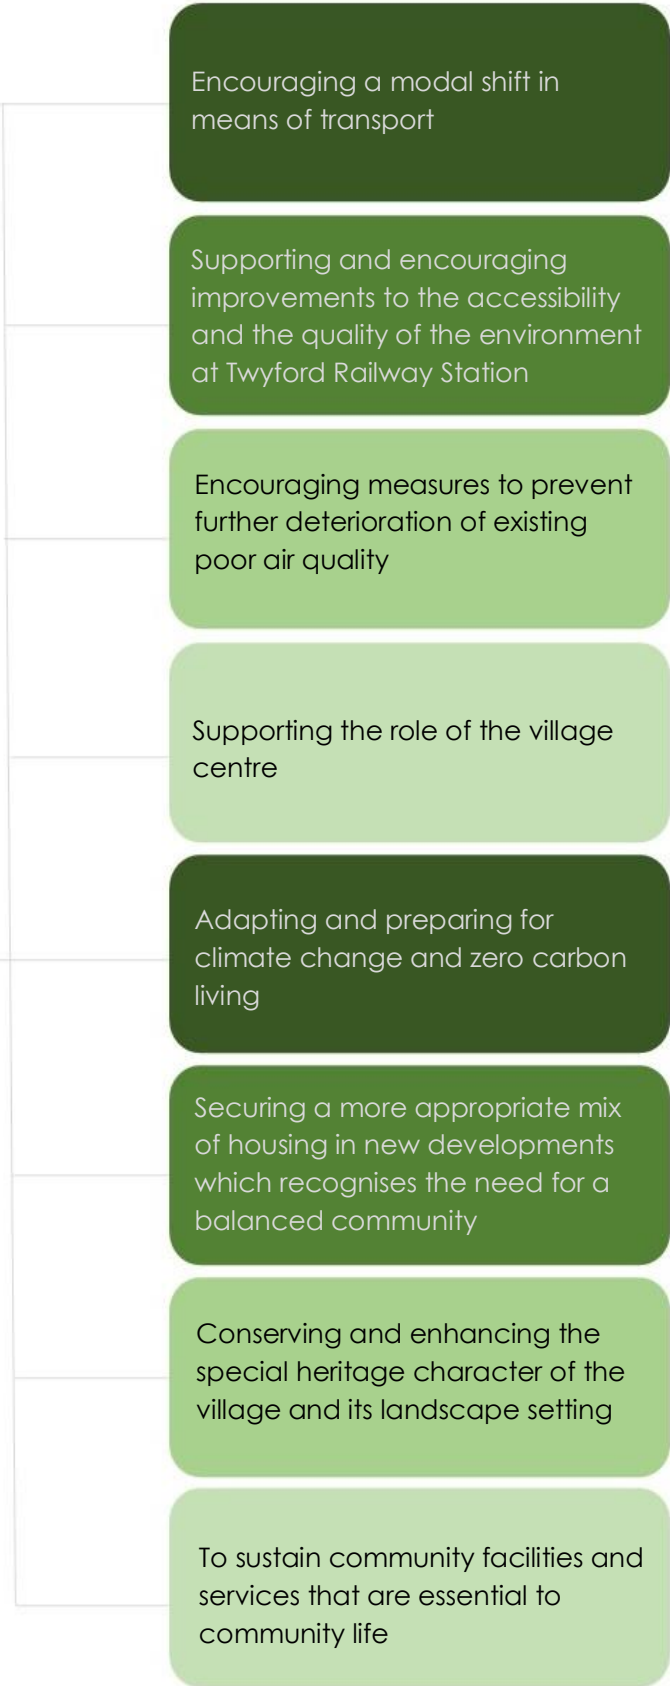 Encouraging a modal shift in
means of transport
Supporting and encouraging
improvements to the accessibility
and the quality of the environment
at Twyford Railway Station
Encouraging measures to prevent
further deterioration of existing
poor air quality
Supporting the role of the village
centre
Adapting and preparing for
climate change and zero carbon
living
Securing a more appropriate mix
of housing in new developments
which recognises the need for a
balanced community
Conserving and enhancing the
special heritage character of the
village and its landscape setting
To sustain community facilities and
services that are essential to
community life